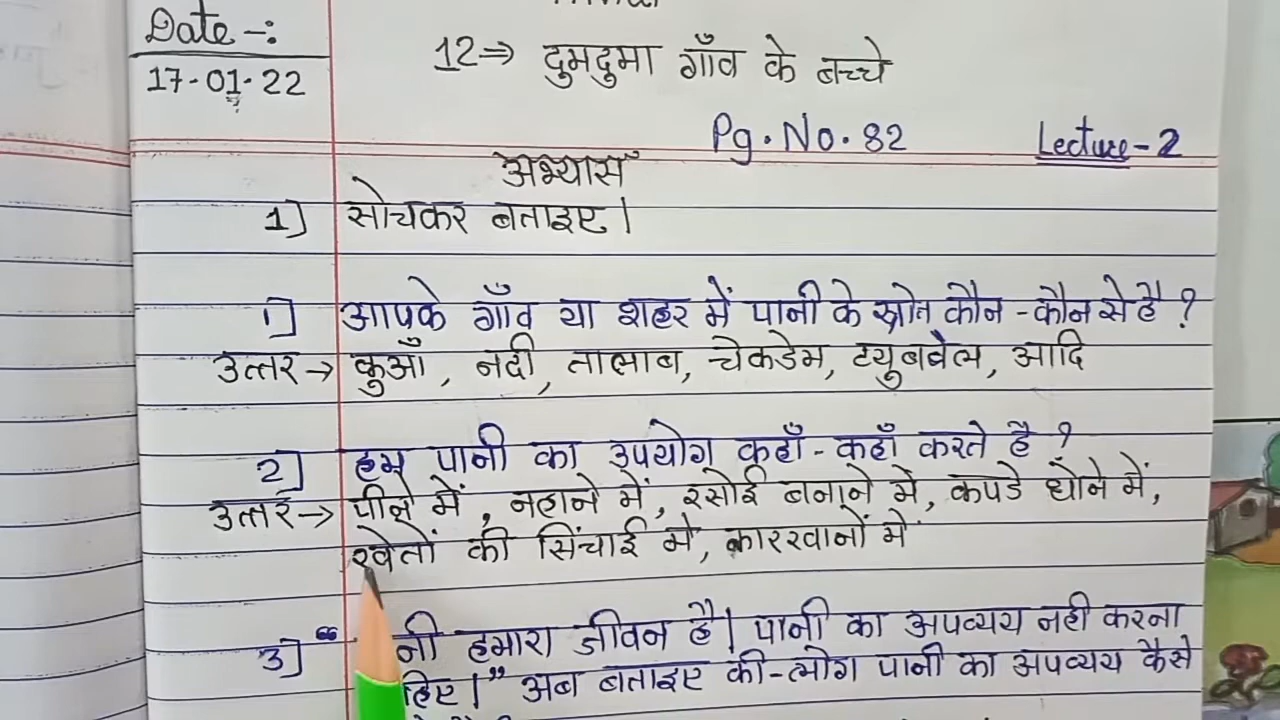 Date -:
17-01-22
12⇒ दुमदुमा गाँव के बच्चे
Pg. No. 82 Lecture-2
अभ्यास
1] सोचकर बताइए।
1] आपके गाँव या शहर में पानी के स्रोत कौन-कौन से है ?
उत्तर → कुआँ, नदी, तालाब, चेकडेम, ट्युबवेल, आदि
2] हम पानी का उपयोग कहाँ-कहाँ करते है ?
उत्तर → पीने में, नहाने में, रसोई बनाने में, कपडे धोने में,
खेतों की सिंचाई में, कारखानों में
3] “ नी हमारा जीवन है। पानी का अपव्यय नही करना
हिए।” अब बताइए की-लोग पानी का अपव्यय कैसे